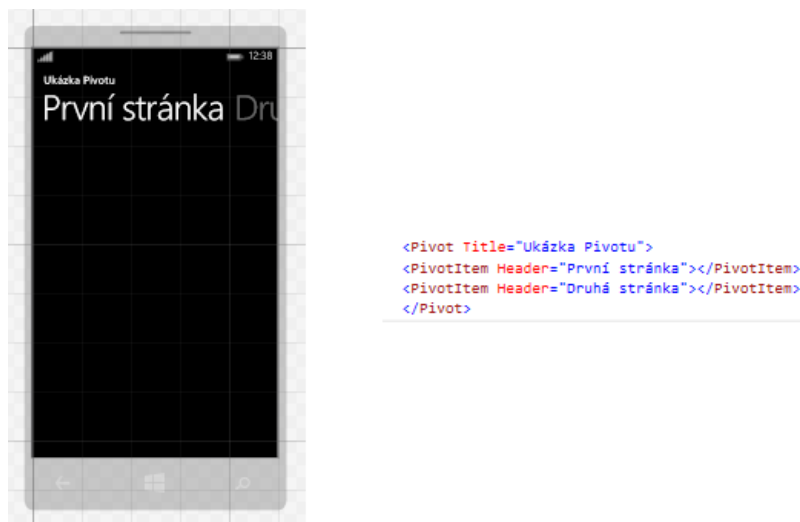 12:38
Ukázka Pivotu
První stránka Dru
<Pivot Title="Ukázka Pivotu">
<PivotItem Header="První stránka"></PivotItem>
<PivotItem Header="Druhá stránka"></PivotItem>
</Pivot>